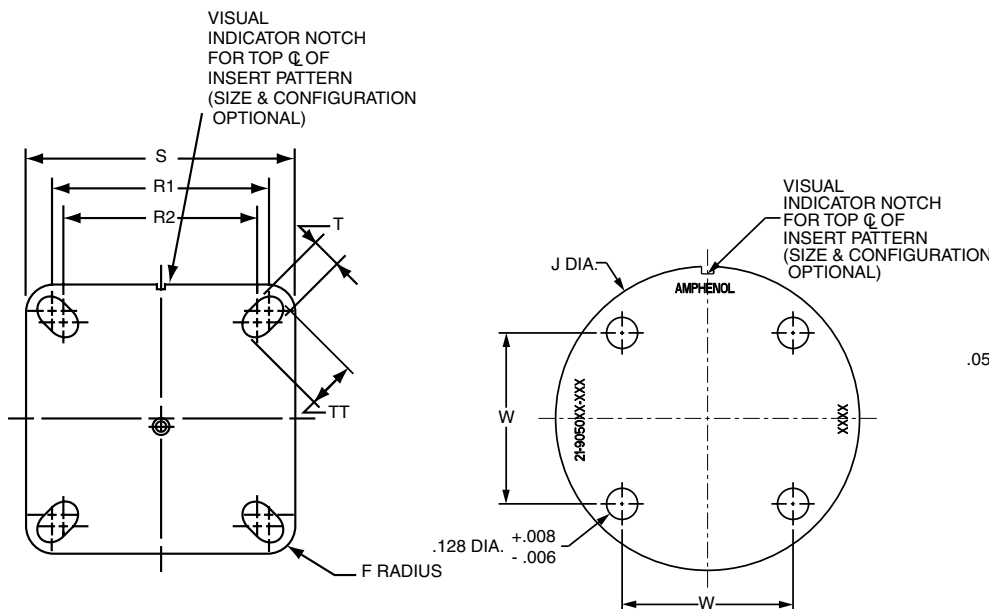 VISUAL
INDICATOR NOTCH
FOR TOP ℄ OF
INSERT PATTERN
(SIZE & CONFIGURATION
OPTIONAL)
S
R1
R2
T
TT
F RADIUS
VISUAL
INDICATOR NOTCH
FOR TOP ℄ OF
INSERT PATTERN
(SIZE & CONFIGURATION
OPTIONAL)
J DIA.
AMPHENOL
W
21-9050XX-XXX
XXXX
.128 DIA. +.008
- .006
W
.05